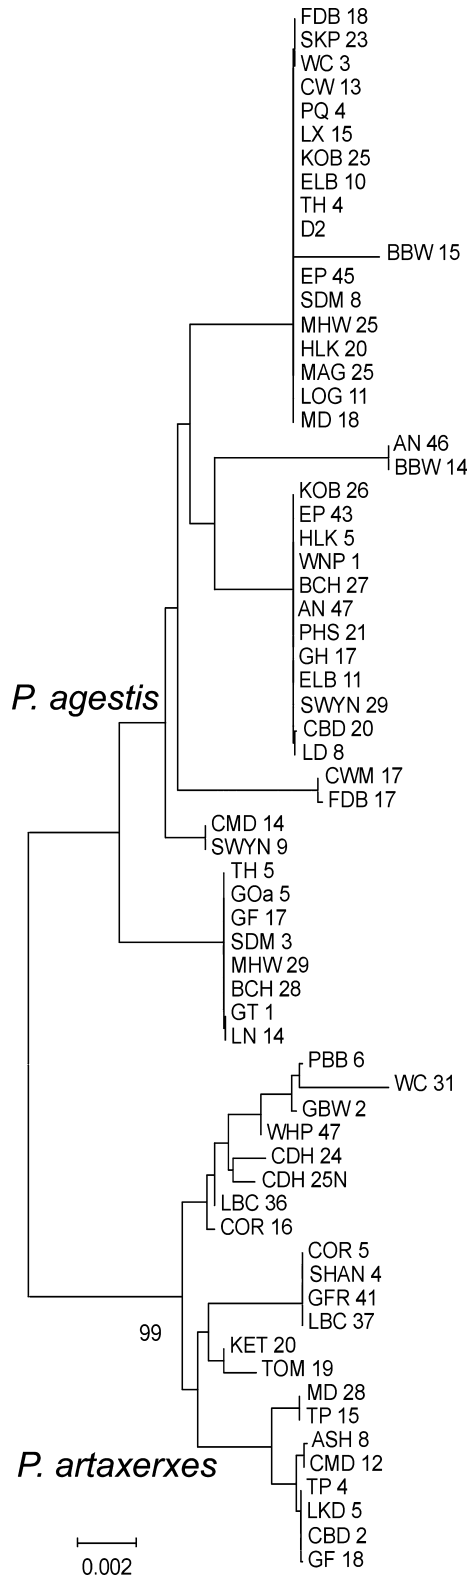 FDB 18
SKP 23
WC 3
CW 13
PQ 4
LX 15
KOB 25
ELB 10
TH 4
D2
BBW 15
EP 45
SDM 8
MHW 25
HLK 20
MAG 25
LOG 11
MD 18
AN 46
BBW 14
KOB 26
EP 43
HLK 5
WNP 1
BCH 27
AN 47
PHS 21
GH 17
ELB 11
P. agestis
SWYN 29
CBD 20
LD 8
CWM 17
FDB 17
CMD 14
SWYN 9
TH 5
GOa 5
GF 17
SDM 3
MHW 29
BCH 28
GT 1
LN 14
PBB 6
WC 31
GBW 2
WHP 47
CDH 24
CDH 25N
LBC 36
COR 16
COR 5
SHAN 4
GFR 41
LBC 37
99
KET 20
TOM 19
MD 28
TP 15
ASH 8
P. artaxerxes
CMD 12
TP 4
LKD 5
CBD 2
GF 18
0.002